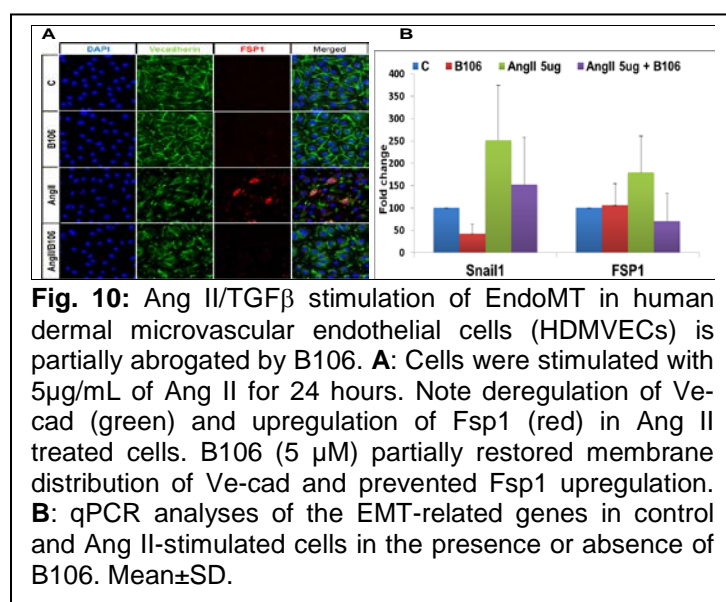 A
B
DAPI Vecadherin FSP1 Merged
C
B106
AngII
AngII/B106
C B106 AngII 5ug AngII 5ug + B106
Fold change
400
350
300
250
200
150
100
50
0
Snail1 FSP1
Fig. 10: Ang II/TGFβ stimulation of EndoMT in human
dermal microvascular endothelial cells (HDMVECs) is
partially abrogated by B106. A: Cells were stimulated with
5µg/mL of Ang II for 24 hours. Note deregulation of Ve-
cad (green) and upregulation of Fsp1 (red) in Ang II
treated cells. B106 (5 µM) partially restored membrane
distribution of Ve-cad and prevented Fsp1 upregulation.
B: qPCR analyses of the EMT-related genes in control
and Ang II-stimulated cells in the presence or absence of
B106. Mean±SD.